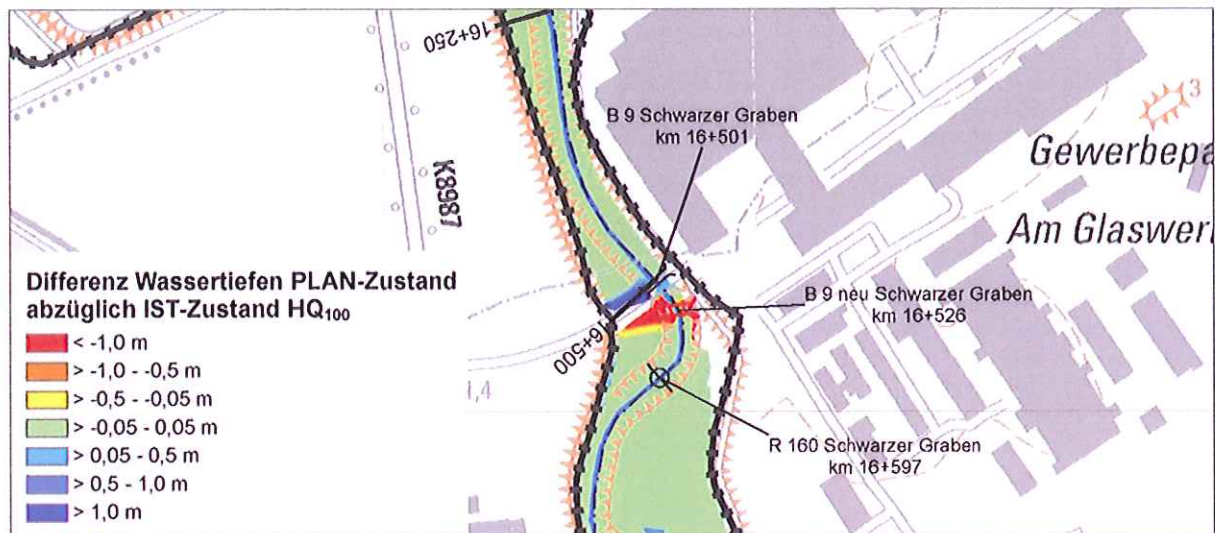 16+250
B 9 Schwarzer Graben
km 16+501
3
Gewerbepa
K8987
Am Glaswer
Differenz Wassertiefen PLAN-Zustand
abzüglich IST-Zustand HQ100
B 9 neu Schwarzer Graben
km 16+526
< -1,0 m
> -1,0 - -0,5 m
16+500
> -0,5 - -0,05 m
1,4
> -0,05 - 0,05 m
> 0,05 - 0,5 m
R 160 Schwarzer Graben
km 16+597
> 0,5 - 1,0 m
> 1,0 m